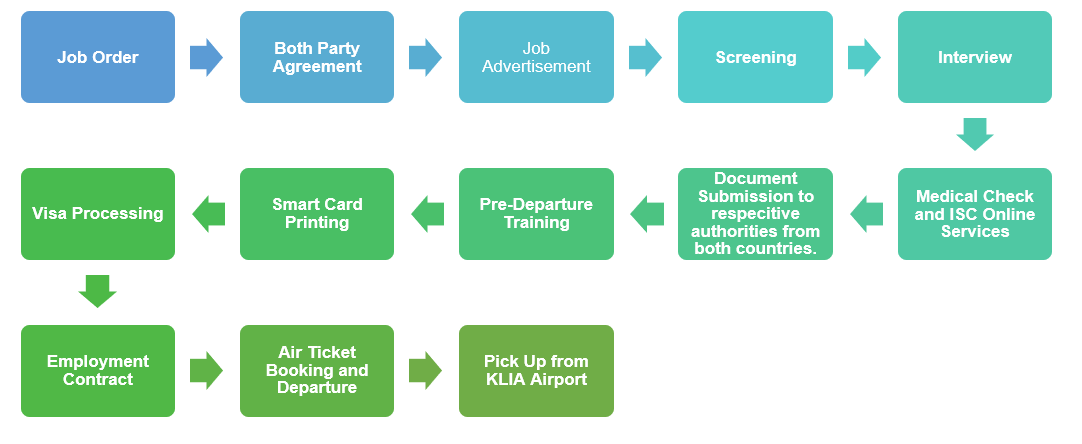 Job Order
Both Party
Agreement
Job
Advertisement
Screening
Interview
Medical Check
and ISC Online
Services
Document
Submission to
respecitive
authorities from
both countries.
Pre-Departure
Training
Smart Card
Printing
Visa Processing
Employment
Contract
Air Ticket
Booking and
Departure
Pick Up from
KLIA Airport